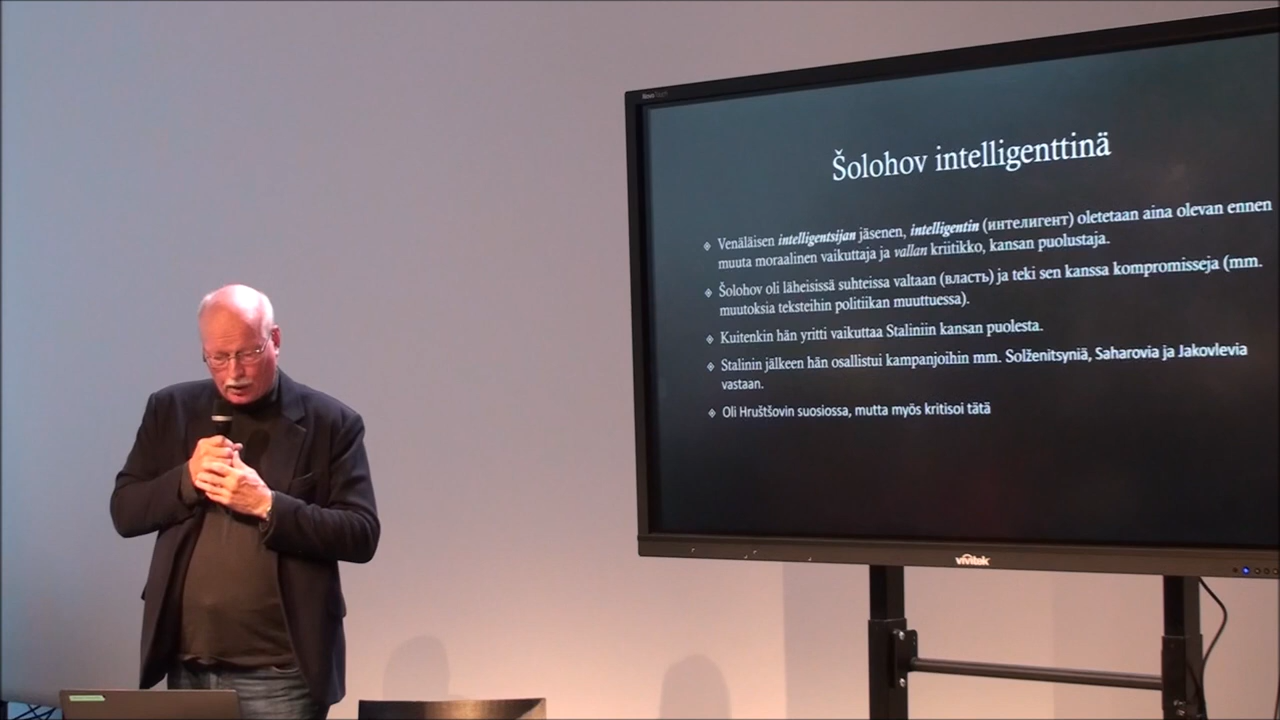 Šolohov intelligenttinä
Venäläisen intelligentsijan jäsenen, intelligentin (интелигент) oletetaan aina olevan ennen
muuta moraalinen vaikuttaja ja vallan kriitikko, kansan puolustaja.
Šolohov oli läheisissä suhteissa valtaan (власть) ja teki sen kanssa kompromisseja (mm.
muutoksia teksteihin politiikan muuttuessa).
Kuitenkin hän yritti vaikuttaa Staliniin kansan puolesta.
Stalinin jälkeen hän osallistui kampanjoihin mm. Solženitsyniä, Saharovia ja Jakovlevia
vastaan.
Oli Hruštšovin suosiossa, mutta myös kritisoi tätä
vivitek